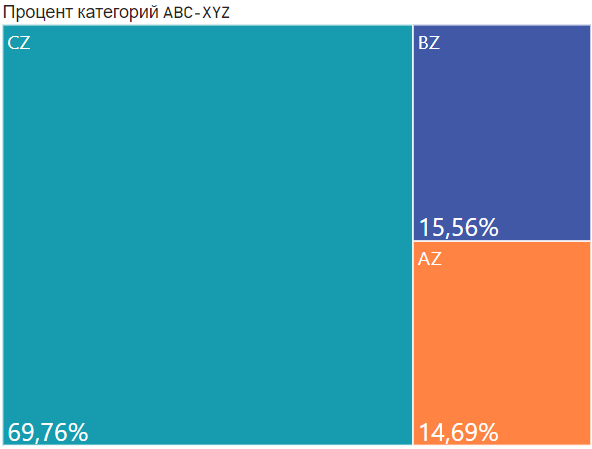 Процент категорий ABC-XYZ
CZ
69,76%
BZ
15,56%
AZ
14,69%